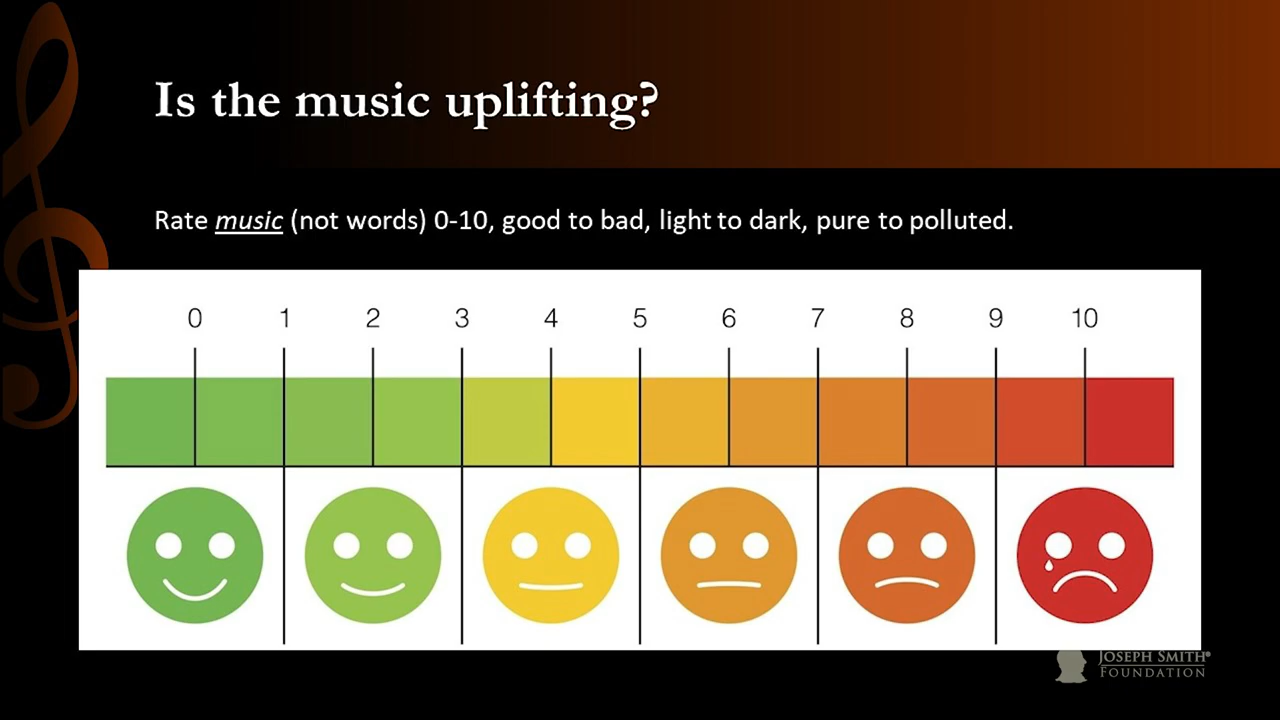 Is the music uplifting?
Rate music (not words) 0-10, good to bad, light to dark, pure to polluted.
0 1 2 3 4 5 6 7 8 9 10
JOSEPH SMITH®
FOUNDATION